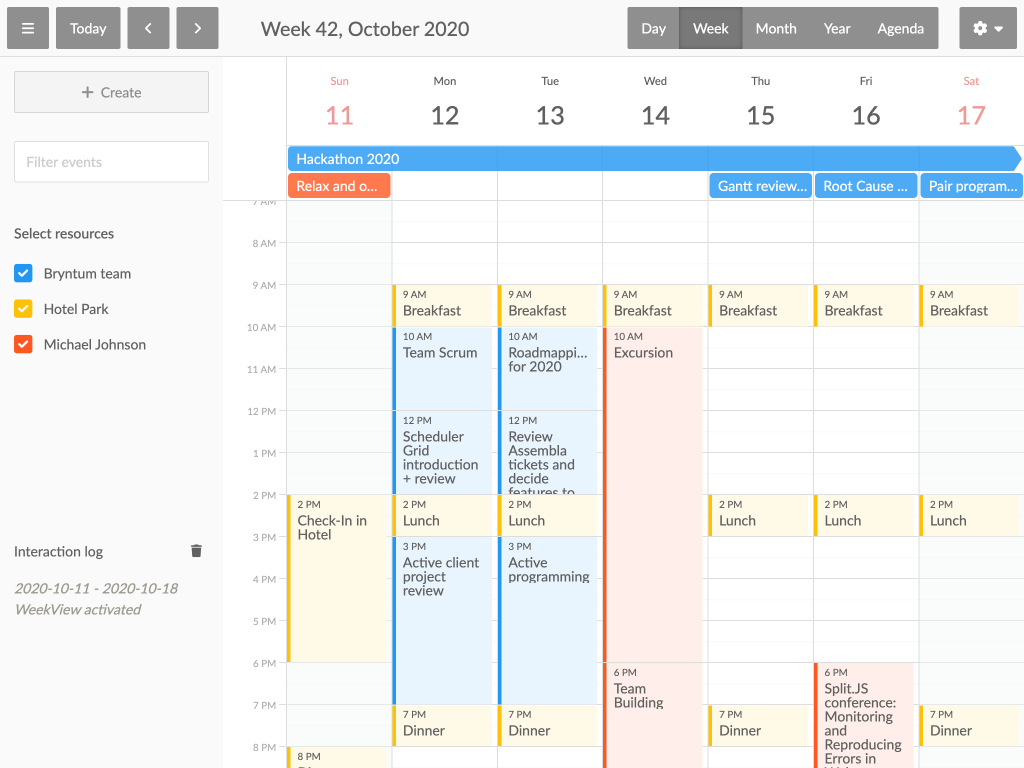 Today
Week 42, October 2020
Day
Week
Month
Year
Agenda
+ Create
Filter events
Select resources
Bryntum team
Hotel Park
Michael Johnson
Interaction log
2020-10-11 - 2020-10-18
WeekView activated
Sun
11
Mon
12
Tue
13
Wed
14
Thu
15
Fri
16
Sat
17
Hackathon 2020
Relax and o...
Gantt review...
Root Cause ...
Pair program...
7 AM
8 AM
9 AM
10 AM
11 AM
12 PM
1 PM
2 PM
3 PM
4 PM
5 PM
6 PM
7 PM
8 PM
2 PM
Check-In in
Hotel
8 PM
9 AM
Breakfast
10 AM
Team Scrum
12 PM
Scheduler
Grid
introduction
+ review
2 PM
Lunch
3 PM
Active client
project
review
7 PM
Dinner
9 AM
Breakfast
10 AM
Roadmappi...
for 2020
12 PM
Review
Assembla
tickets and
decide
features to
2 PM
Lunch
3 PM
Active
programming
7 PM
Dinner
9 AM
Breakfast
10 AM
Excursion
6 PM
Team
Building
9 AM
Breakfast
2 PM
Lunch
7 PM
Dinner
9 AM
Breakfast
2 PM
Lunch
6 PM
Split.JS
conference:
Monitoring
and
Reproducing
Errors in
9 AM
Breakfast
2 PM
Lunch
7 PM
Dinner